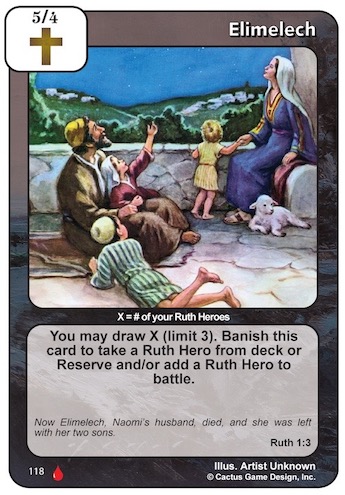 5/4
Elimelech
X = # of your Ruth Heroes
You may draw X (limit 3). Banish this
card to take a Ruth Hero from deck or
Reserve and/or add a Ruth Hero to
battle.
Now Elimelech, Naomi's husband, died, and she was left
with her two sons.
Ruth 1:3
118
Illus. Artist Unknown
© Cactus Game Design, Inc.